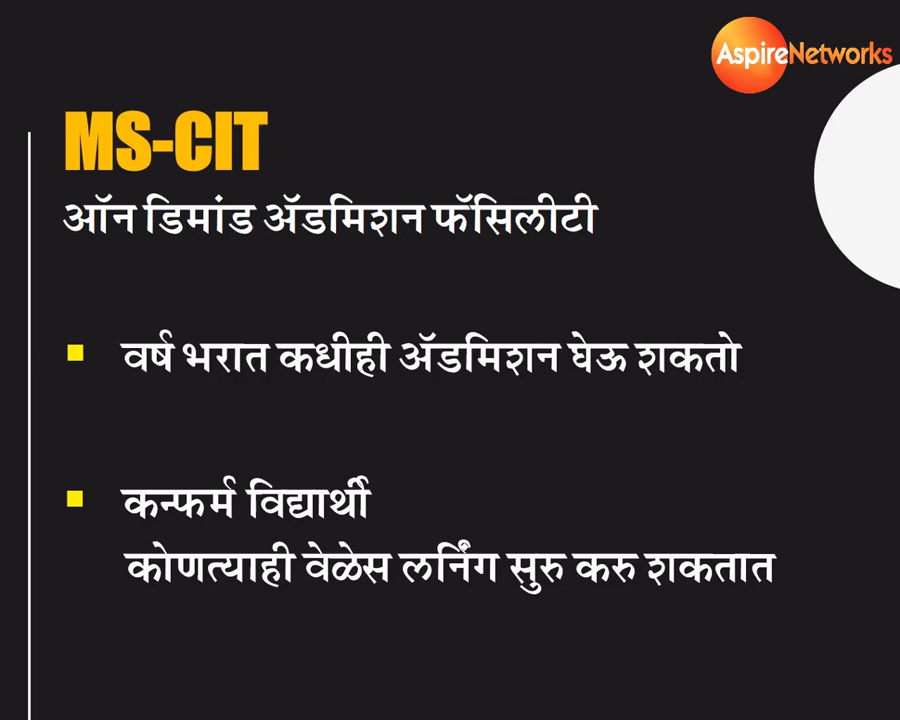 AspireNetworks
MS-CIT
ऑन डिमांड ॲडमिशन फॅसिलीटी
वर्ष भरात कधीही ॲडमिशन घेऊ शकतो
कन्फर्म विद्यार्थी
कोणत्याही वेळेस लर्निंग सुरु करु शकतात